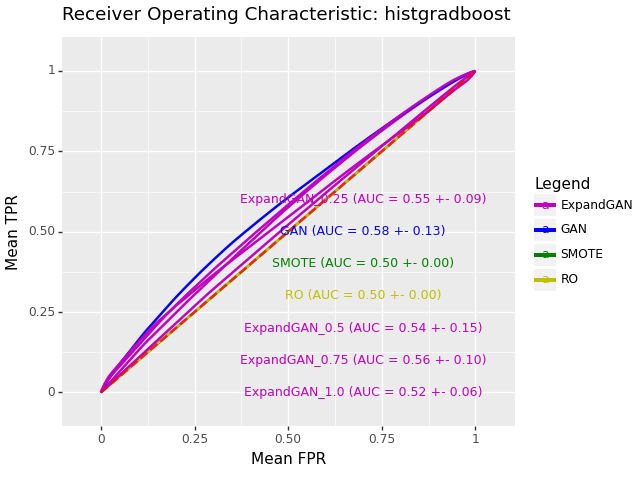 Receiver Operating Characteristic: histgradboost
Mean TPR
1
0.75
0.50
0.25
0
ExpandGAN_0.25 (AUC = 0.55 +- 0.09)
GAN (AUC = 0.58 +- 0.13)
SMOTE (AUC = 0.50 +- 0.00)
RO (AUC = 0.50 +- 0.00)
ExpandGAN_0.5 (AUC = 0.54 +- 0.15)
ExpandGAN_0.75 (AUC = 0.56 +- 0.10)
ExpandGAN_1.0 (AUC = 0.52 +- 0.06)
0 0.25 0.50 0.75 1
Mean FPR
Legend
a ExpandGAN
a GAN
a SMOTE
a RO